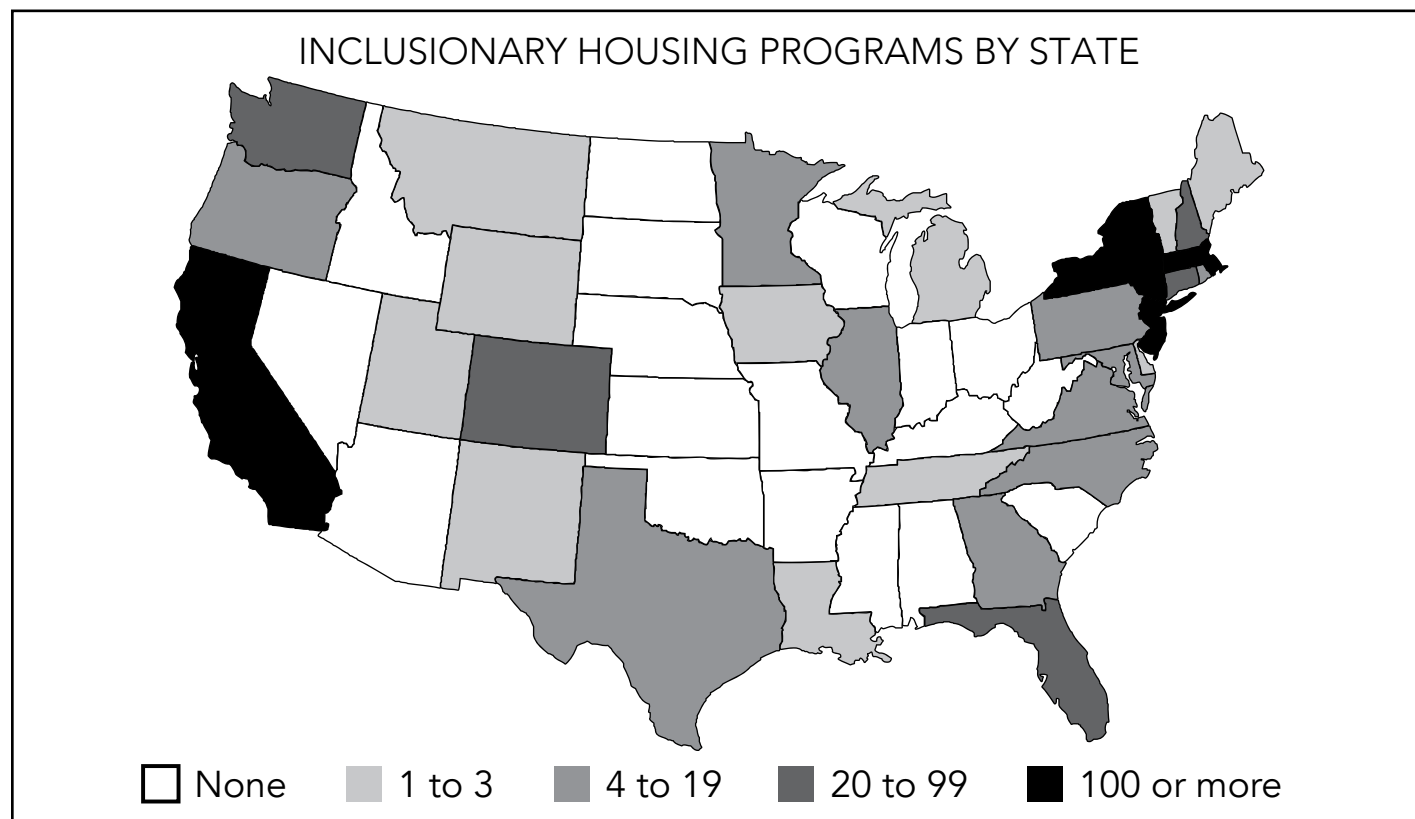 INCLUSIONARY HOUSING PROGRAMS BY STATE
None 1 to 3 4 to 19 20 to 99 100 or more